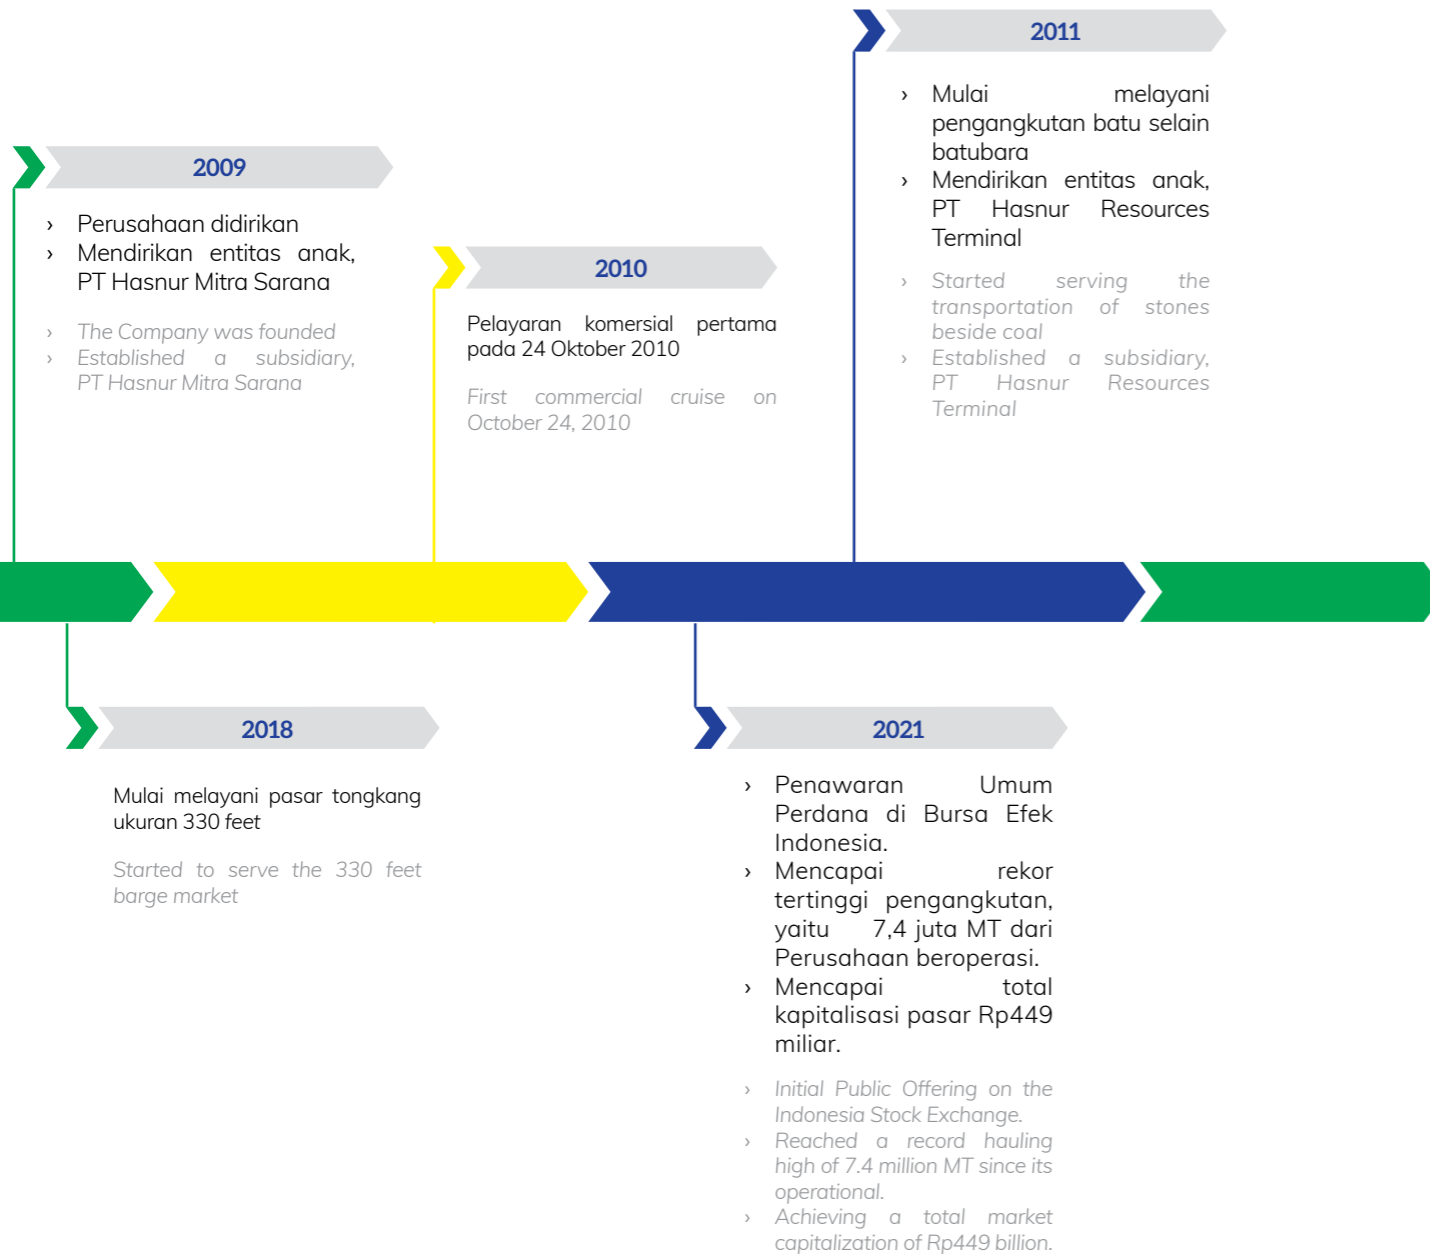 2009
› Perusahaan didirikan
› Mendirikan entitas anak,
PT Hasnur Mitra Sarana
› The Company was founded
› Established a subsidiary,
PT Hasnur Mitra Sarana
2010
Pelayaran komersial pertama
pada 24 Oktober 2010
First commercial cruise on
October 24, 2010
2011
› Mulai melayani
pengangkutan batu selain
batubara
› Mendirikan entitas anak,
PT Hasnur Resources
Terminal
› Started serving the
transportation of stones
beside coal
› Established a subsidiary,
PT Hasnur Resources
Terminal
2018
Mulai melayani pasar tongkang
ukuran 330 feet
Started to serve the 330 feet
barge market
2021
› Penawaran Umum
Perdana di Bursa Efek
Indonesia.
› Mencapai rekor
tertinggi pengangkutan,
yaitu 7,4 juta MT dari
Perusahaan beroperasi.
› Mencapai total
kapitalisasi pasar Rp449
miliar.
› Initial Public Offering on the
Indonesia Stock Exchange.
› Reached a record hauling
high of 7.4 million MT since its
operational.
› Achieving a total market
capitalization of Rp449 billion.